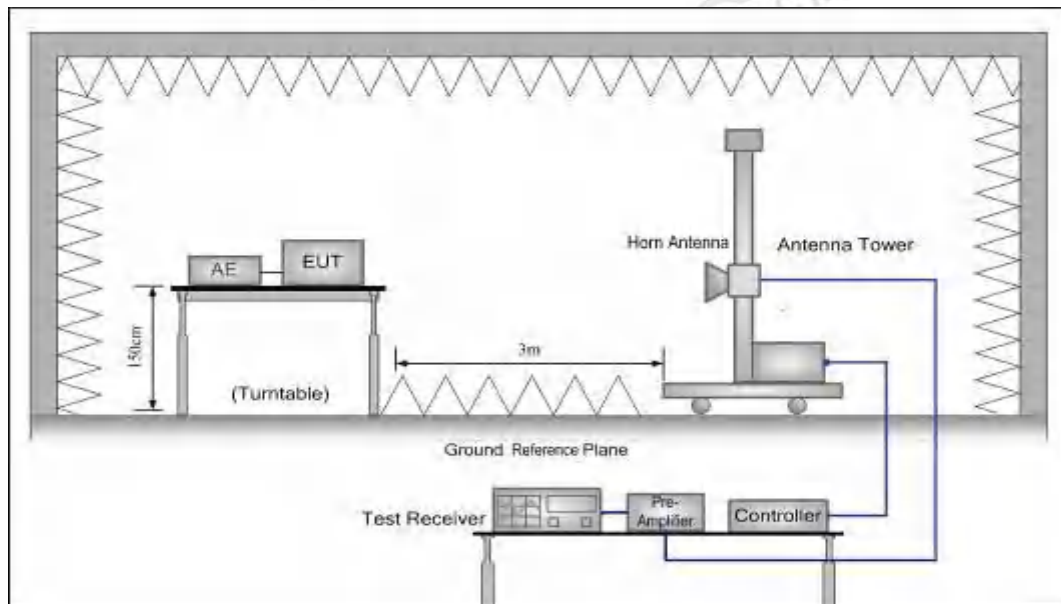 Horn Antenna
Antenna Tower
AE
EUT
150cm
3m
(Turntable)
Ground Reference Plane
Test Receiver
Pre-
Amplifier
Controller